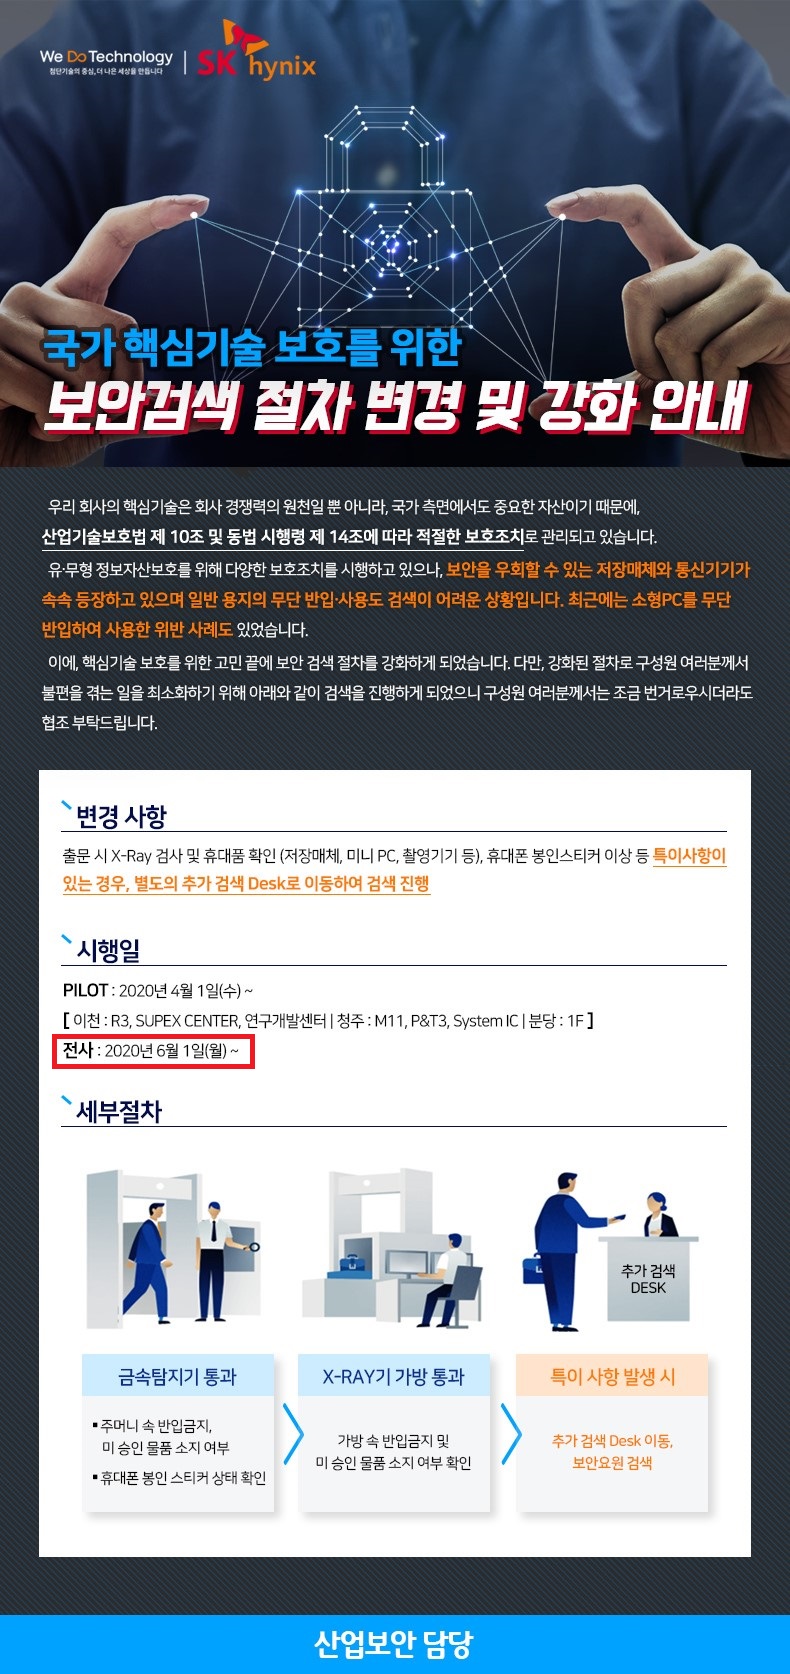 We Do Technology
첨단기술의 중심, 더 나은 세상을 만듭니다
SK hynix
국가 핵심기술 보호를 위한
보안검색 절차 변경 및 강화 안내
우리 회사의 핵심기술은 회사 경쟁력의 원천일 뿐 아니라, 국가 측면에서도 중요한 자산이기 때문에,
산업기술보호법 제 10조 및 동법 시행령 제 14조에 따라 적절한 보호조치로 관리되고 있습니다.
유·무형 정보자산보호를 위해 다양한 보호조치를 시행하고 있으나, 보안을 우회할 수 있는 저장매체와 통신기기가
속속 등장하고 있으며 일반 용지의 무단 반입·사용도 검색이 어려운 상황입니다. 최근에는 소형PC를 무단
반입하여 사용한 위반 사례도 있었습니다.
이에, 핵심기술 보호를 위한 고민 끝에 보안 검색 절차를 강화하게 되었습니다. 다만, 강화된 절차로 구성원 여러분께서
불편을 겪는 일을 최소화하기 위해 아래와 같이 검색을 진행하게 되었으니 구성원 여러분께서는 조금 번거로우시더라도
협조 부탁드립니다.
변경 사항
출문 시 X-Ray 검사 및 휴대품 확인 (저장매체, 미니 PC, 촬영기기 등), 휴대폰 봉인스티커 이상 등 특이사항이
있는 경우, 별도의 추가 검색 Desk로 이동하여 검색 진행
시행일
PILOT : 2020년 4월 1일(수) ~
[ 이천 : R3, SUPEX CENTER, 연구개발센터 | 청주 : M11, P&T3, System IC | 분당 : 1F ]
전사 : 2020년 6월 1일(월) ~
세부절차
추가 검색
DESK
금속탐지기 통과
▪ 주머니 속 반입금지,
미 승인 물품 소지 여부
▪ 휴대폰 봉인 스티커 상태 확인
X-RAY기 가방 통과
가방 속 반입금지 및
미 승인 물품 소지 여부 확인
특이 사항 발생 시
추가 검색 Desk 이동,
보안요원 검색
산업보안 담당